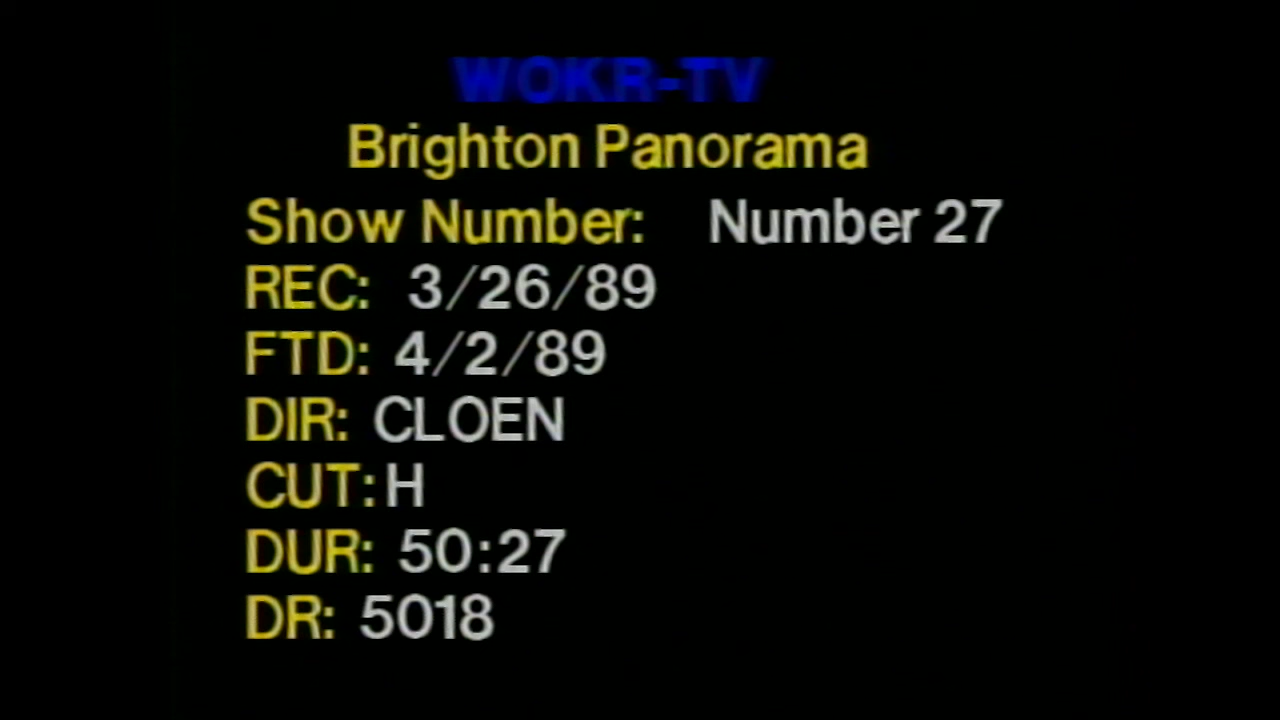 WOKR-TV
Brighton Panorama
Show Number: Number 27
REC: 3/26/89
FTD: 4/2/89
DIR: CLOEN
CUT: H
DUR: 50:27
DR: 5018